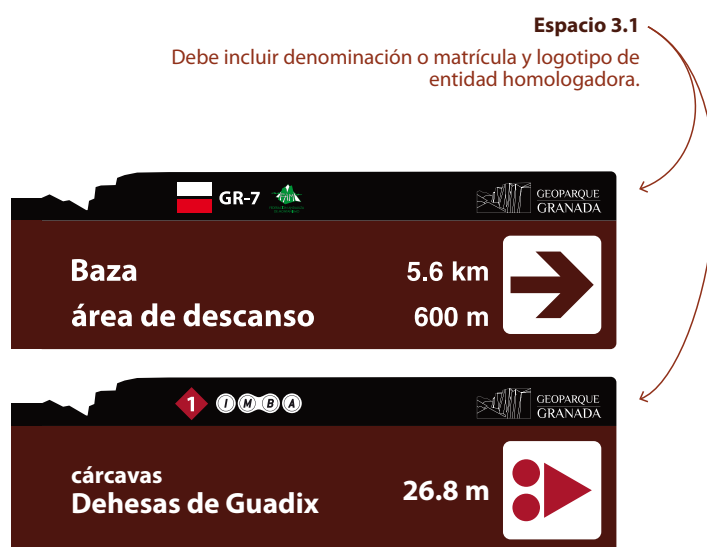 Espacio 3.1
Debe incluir denominación o matrícula y logotipo de
entidad homologadora.
GR-7
GEOPARQUE
GRANADA
Baza 5.6 km
área de descanso 600 m
1 IMBA
GEOPARQUE
GRANADA
cárcavas
Dehesas de Guadix 26.8 m